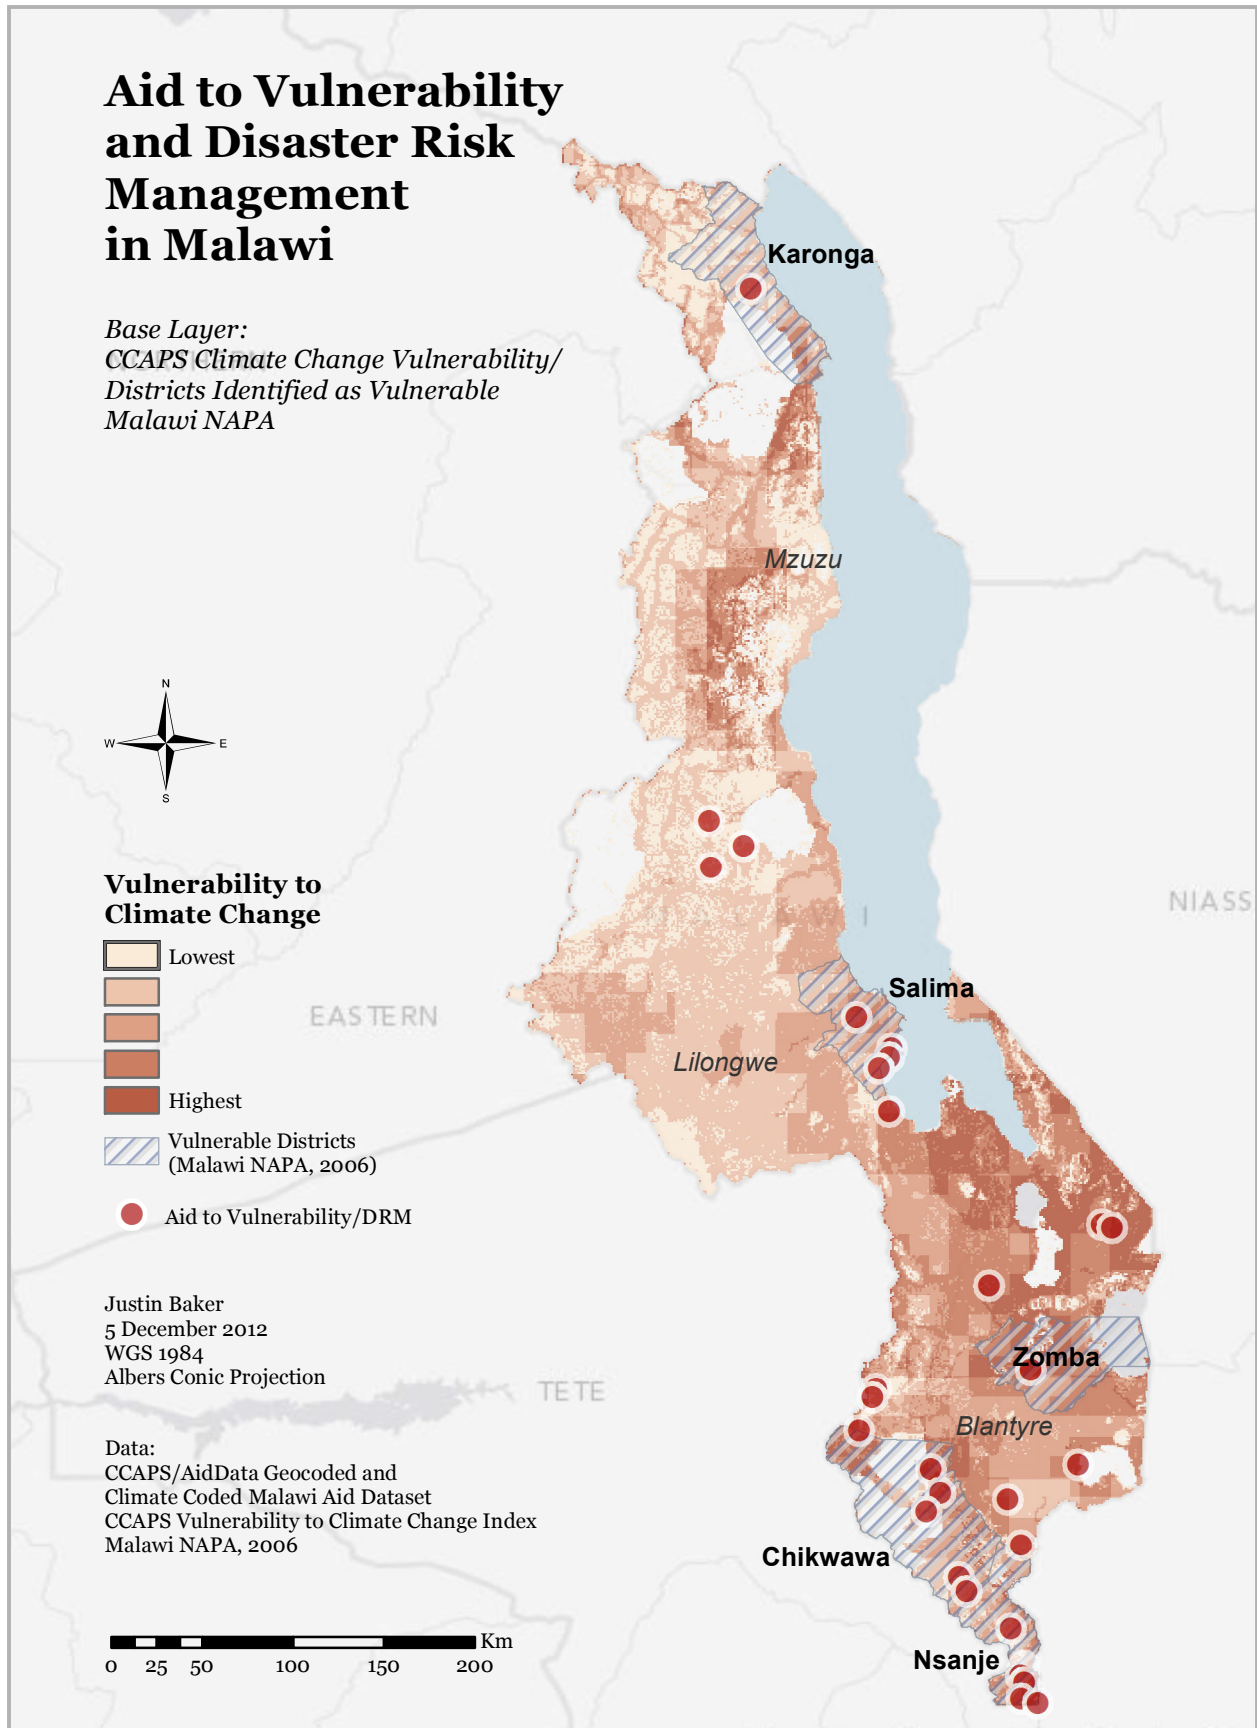 Aid to Vulnerability
and Disaster Risk
Management
in Malawi
Base Layer:
NORTHERN
CCAPS Climate Change Vulnerability/
Districts Identified as Vulnerable
Malawi NAPA
Karonga
Mzuzu
N
W E
S
Vulnerability to
Climate Change
Lowest
Highest
Vulnerable Districts
(Malawi NAPA, 2006)
Aid to Vulnerability/DRM
MALAWI
NIASS
EASTERN
Salima
Lilongwe
Justin Baker
5 December 2012
WGS 1984
Albers Conic Projection
TETE
Zomba
Blantyre
Data:
CCAPS/AidData Geocoded and
Climate Coded Malawi Aid Dataset
CCAPS Vulnerability to Climate Change Index
Malawi NAPA, 2006
Chikwawa
Nsanje
Km
0 25 50 100 150 200